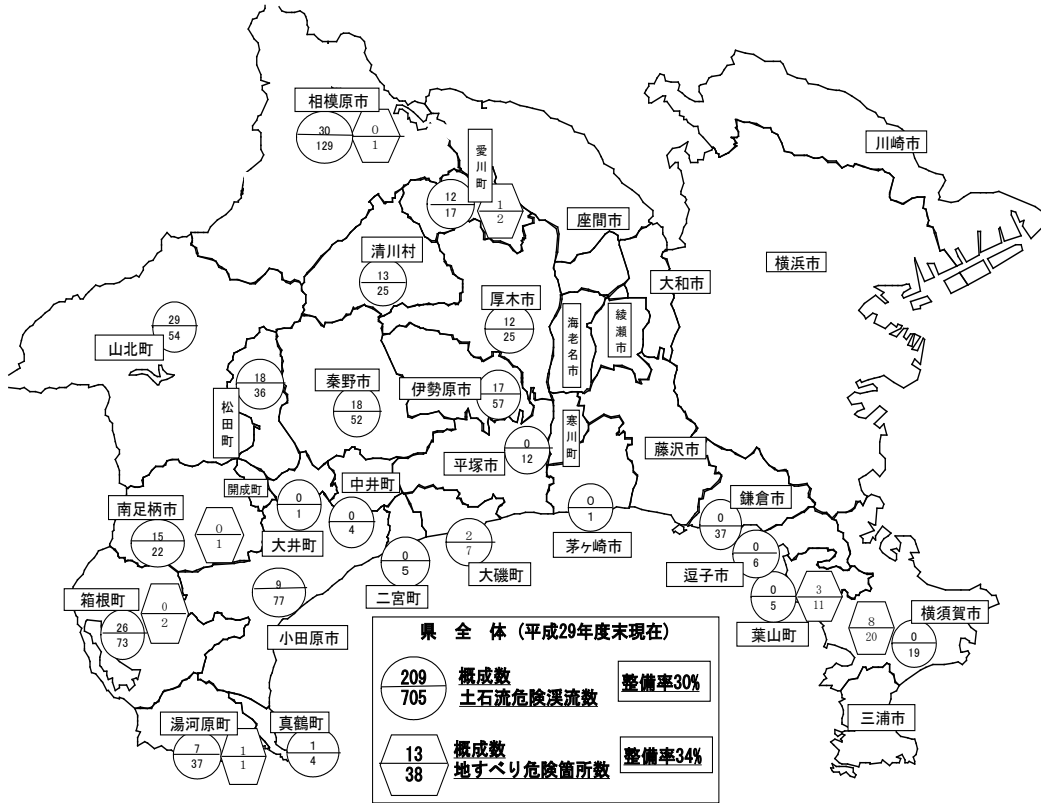 相模原市
30
129
0
1
川崎市
愛川町
12
17
1
2
座間市
清川村
13
25
横浜市
大和市
厚木市
12
25
海老名市
綾瀬市
29
54
山北町
18
36
松田町
秦野市
18
52
伊勢原市
17
57
寒川町
平塚市
0
12
藤沢市
開成町
中井町
0
4
南足柄市
15
22
0
1
0
1
大井町
鎌倉市
0
37
0
1
茅ヶ崎市
2
7
大磯町
0
5
二宮町
0
6
逗子市
9
77
小田原市
箱根町
26
73
0
2
0
5
3
11
葉山町
8
20
横須賀市
0
19
三浦市
湯河原町
7
37
1
1
真鶴町
1
4
県 全 体 (平成29年度末現在)
209 概成数
705 土石流危険渓流数
整備率30%
13 概成数
38 地すべり危険箇所数
整備率34%